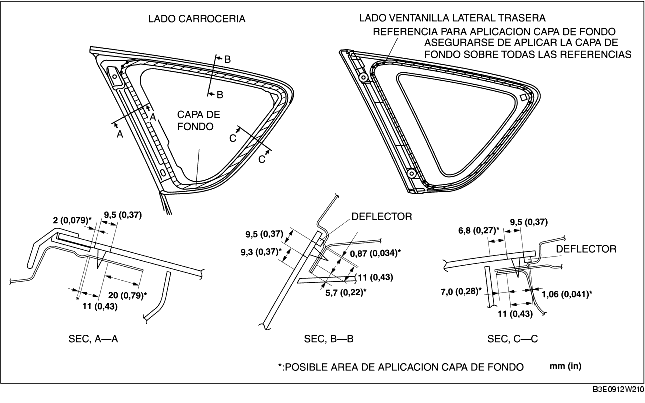 LADO CARROCERIA
LADO VENTANILLA LATERAL TRASERA
REFERENCIA PARA APLICACION CAPA DE FONDO
ASEGURARSE DE APLICAR LA CAPA DE
FONDO SOBRE TODAS LAS REFERENCIAS
B
B
A
A
CAPA DE
FONDO
C
C
2 (0,079)*
9,5 (0,37)
20 (0,79)*
11 (0,43)
SEC, A—A
DEFLECTOR
9,5 (0,37)
9,3 (0,37)*
0,87 (0,034)*
11 (0,43)
5,7 (0,22)*
SEC, B—B
9,5 (0,37)
6,8 (0,27)*
DEFLECTOR
7,0 (0,28)*
1,06 (0,041)*
11 (0,43)
SEC, C—C
*:POSIBLE AREA DE APLICACION CAPA DE FONDO
mm (in)
B3E0912W210